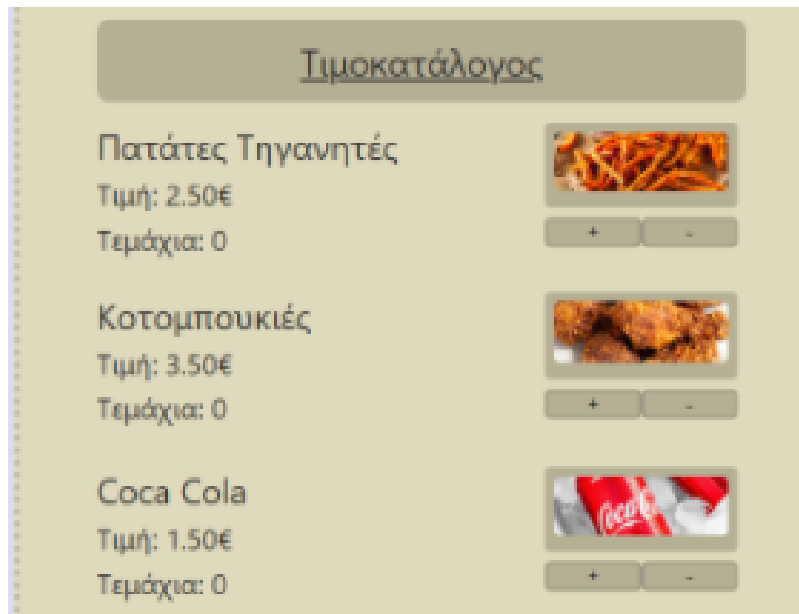 Τιμοκατάλογος
Πατάτες Τηγανητές
Τιμή: 2.50€
Τεμάχια: 0
+ -
Κοτομπουκιές
Τιμή: 3.50€
Τεμάχια: 0
+ -
Coca Cola
Τιμή: 1.50€
Coca
Τεμάχια: 0
+ -